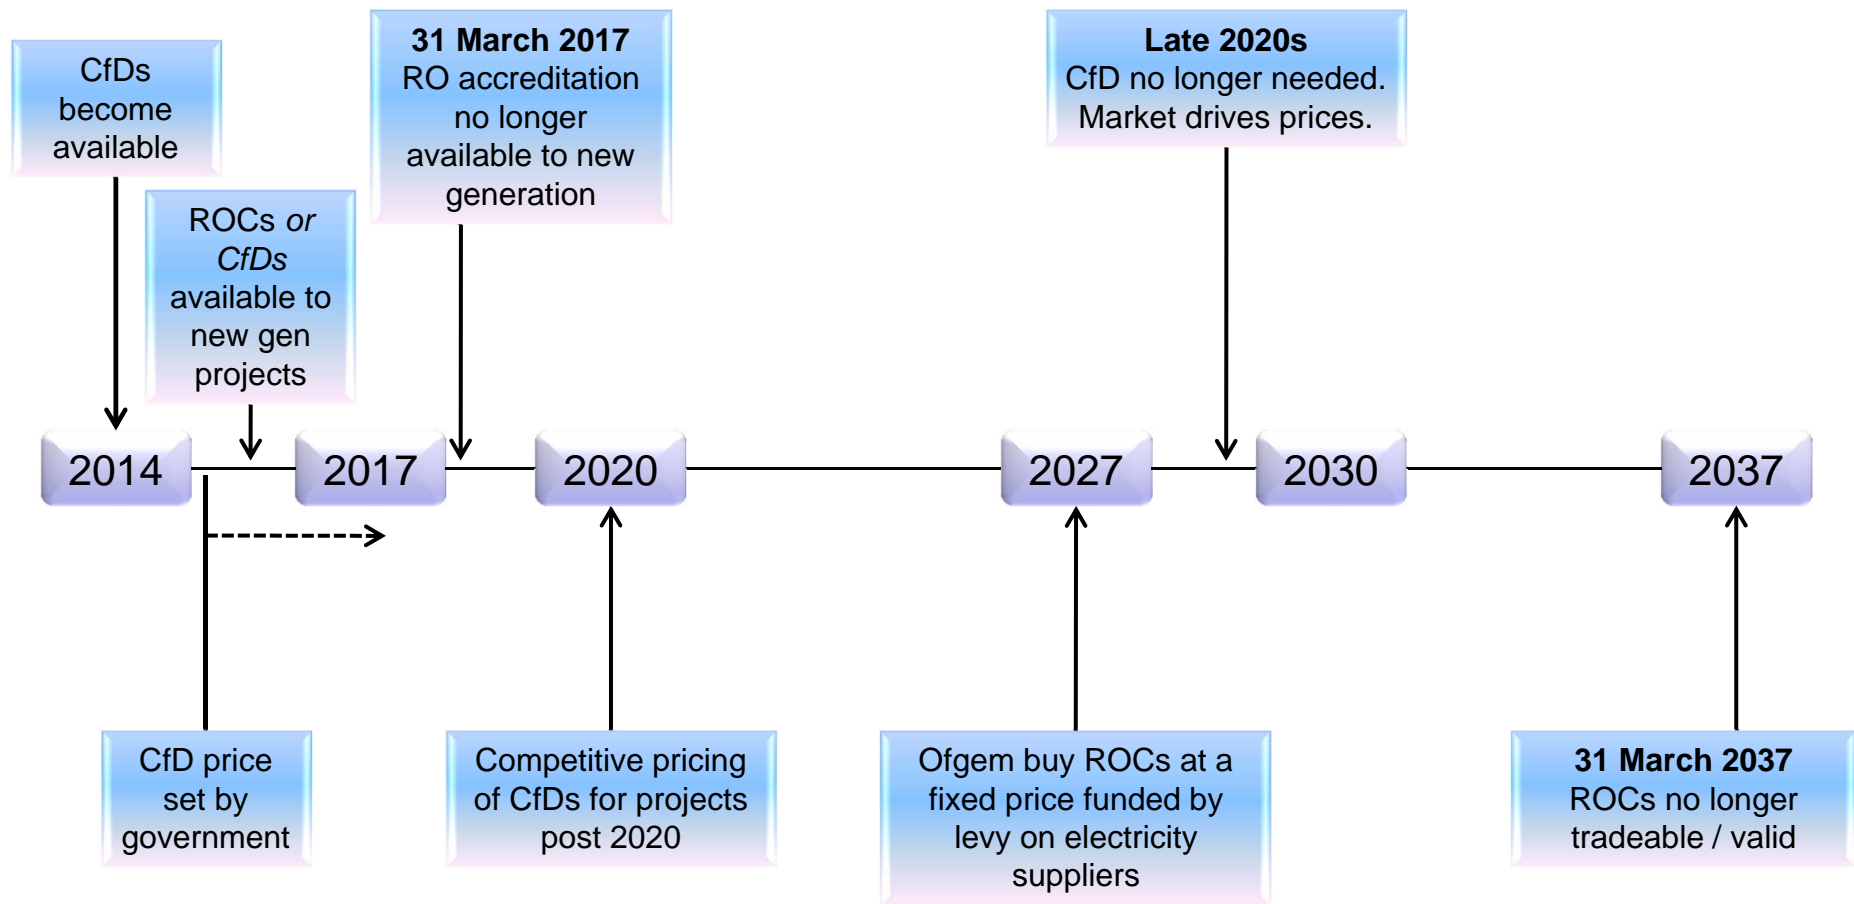 CfDs
become
available
31 March 2017
RO accreditation
no longer
available to new
generation
Late 2020s
CfD no longer needed.
Market drives prices.
ROCs or
CfDs
available to
new gen
projects
2014
2017
2020
2027
2030
2037
CfD price
set by
government
Competitive pricing
of CfDs for projects
post 2020
Ofgem buy ROCs at a
fixed price funded by
levy on electricity
suppliers
31 March 2037
ROCs no longer
tradeable / valid